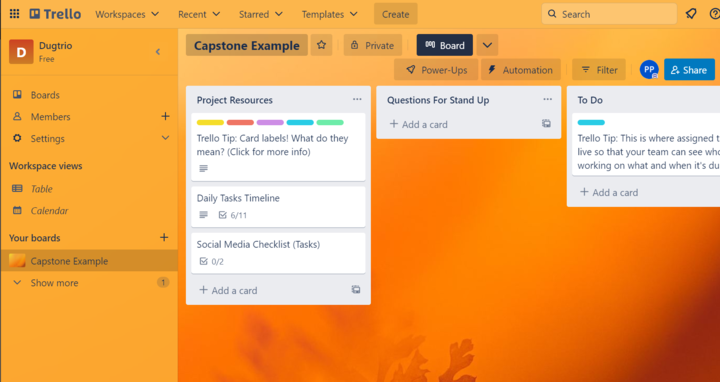 Trello Workspaces Recent Starred Templates Create Search
D Dugtrio
Free
Capstone Example Private Board
Power-Ups Automation Filter PP Share
Boards
Members
Settings
Workspace views
Table
Calendar
Your boards
Capstone Example
Show more 1
Project Resources
Trello Tip: Card labels! What do they
mean? (Click for more info)
Daily Tasks Timeline
6/11
Social Media Checklist (Tasks)
0/2
Add a card
Questions For Stand Up
Add a card
To Do
Trello Tip: This is where assigned
live so that your team can see
working on what and when it's
Add a card